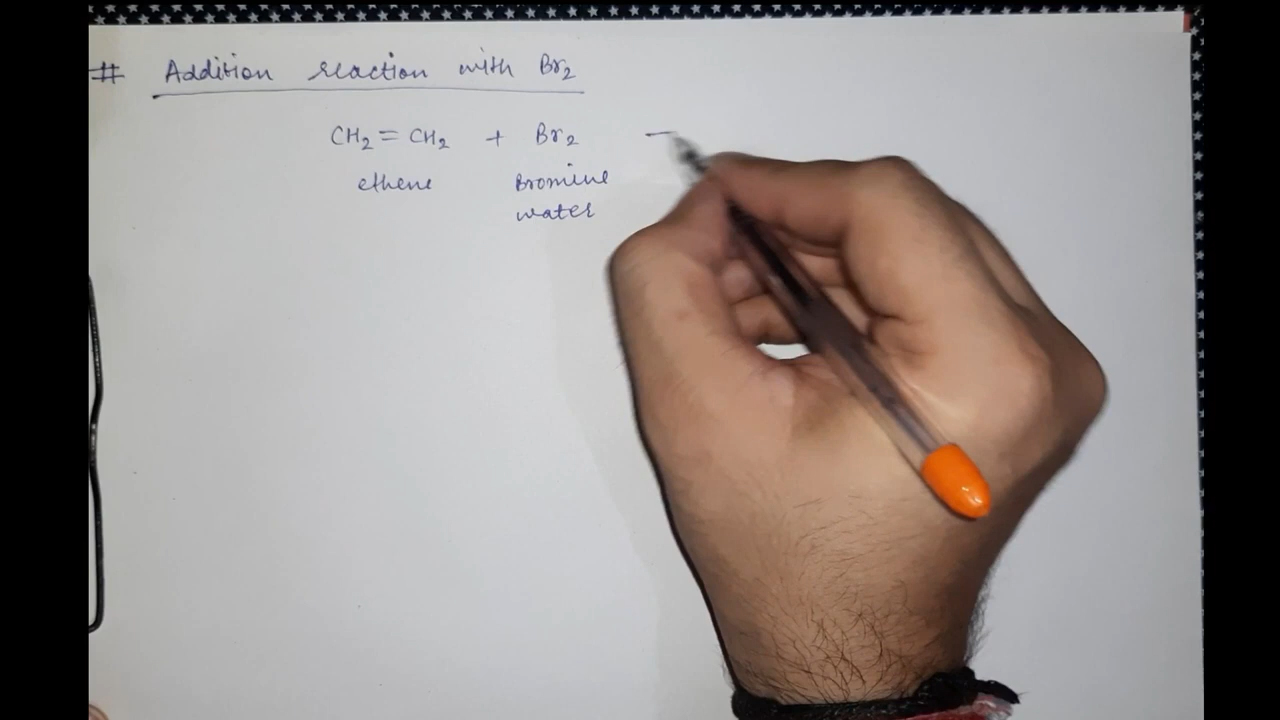 # Addition reaction with Br₂
CH₂ = CH₂ + Br₂ —
ethene Bromine
water